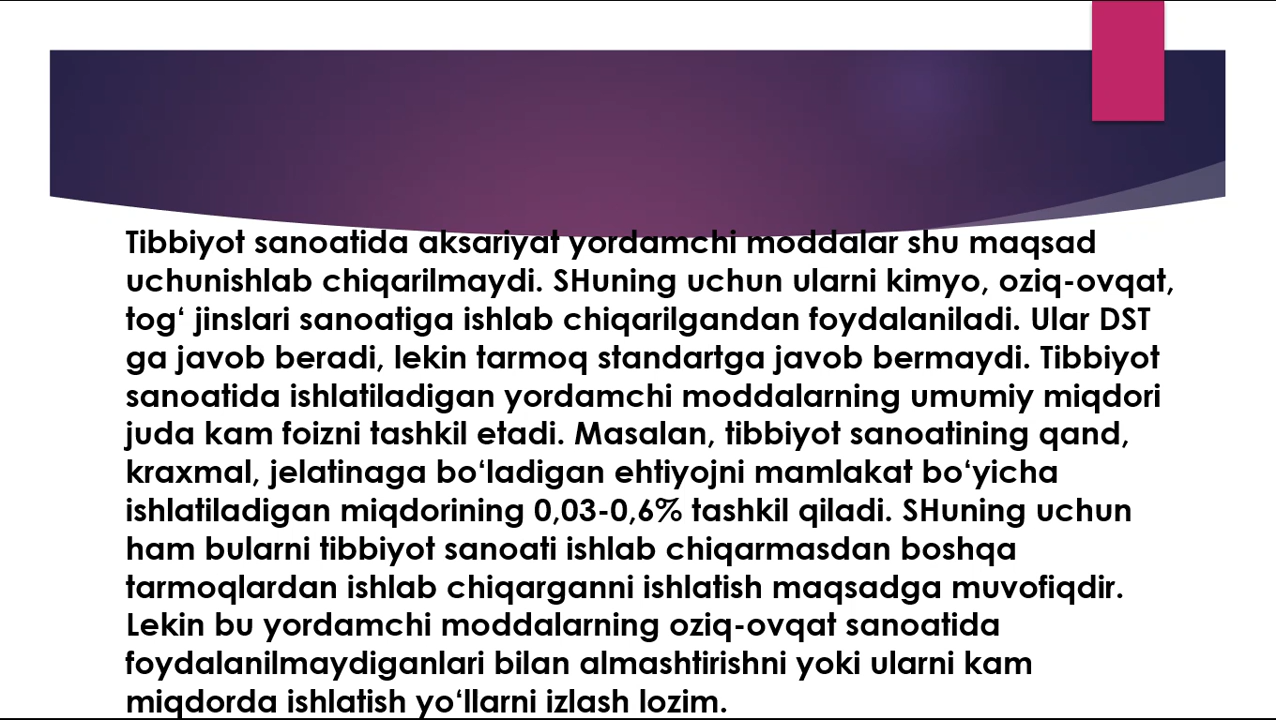 Tibbiyot sanoatida aksariyat yordamchi moddalar shu maqsad
uchunishlab chiqarilmaydi. SHuning uchun ularni kimyo, oziq-ovqat,
tog‘ jinslari sanoatiga ishlab chiqarilgandan foydalaniladi. Ular DST
ga javob beradi, lekin tarmoq standartga javob bermaydi. Tibbiyot
sanoatida ishlatiladigan yordamchi moddalarning umumiy miqdori
juda kam foizni tashkil etadi. Masalan, tibbiyot sanoatining qand,
kraxmal, jelatinaga bo‘ladigan ehtiyojni mamlakat bo‘yicha
ishlatiladigan miqdorining 0,03-0,6% tashkil qiladi. SHuning uchun
ham bularni tibbiyot sanoati ishlab chiqarmasdan boshqa
tarmoqlardan ishlab chiqarganni ishlatish maqsadga muvofiqdir.
Lekin bu yordamchi moddalarning oziq-ovqat sanoatida
foydalanilmaydiganlari bilan almashtirishni yoki ularni kam
miqdorda ishlatish yo‘llarni izlash lozim.